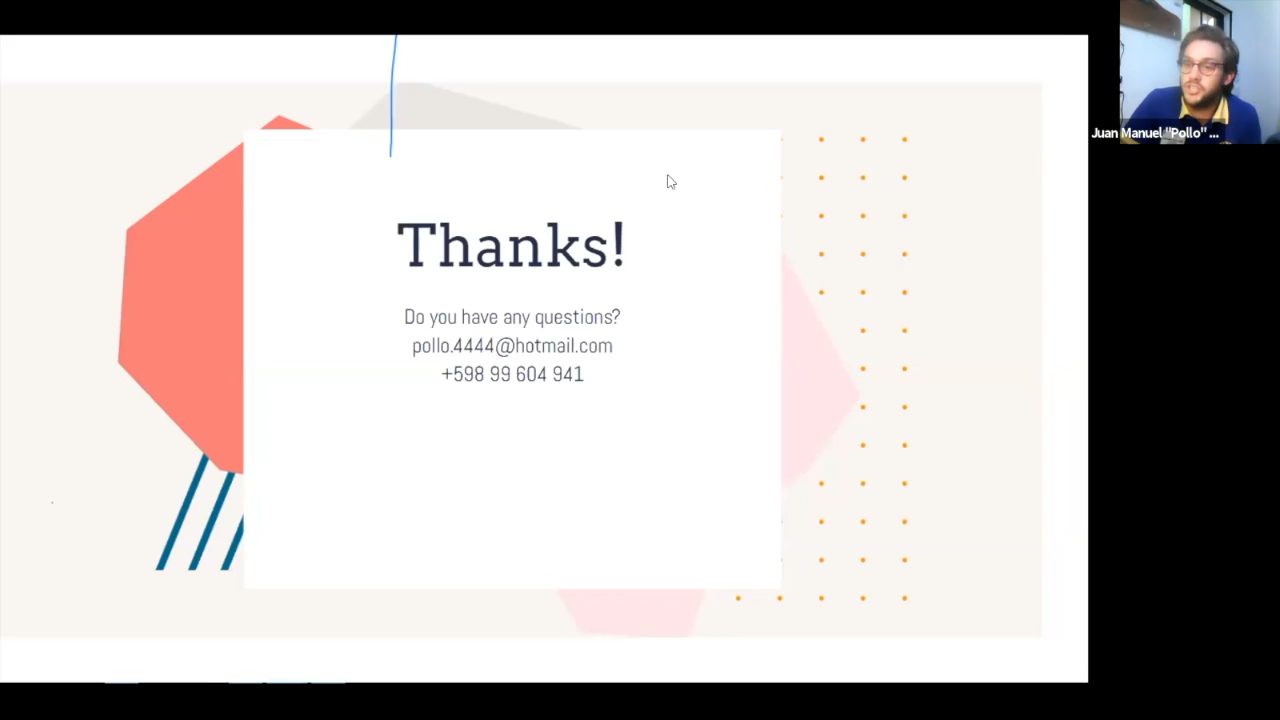 Thanks!
Do you have any questions?
pollo.4444@hotmail.com
+598 99 604 941
Juan Manuel "Pollo" ...